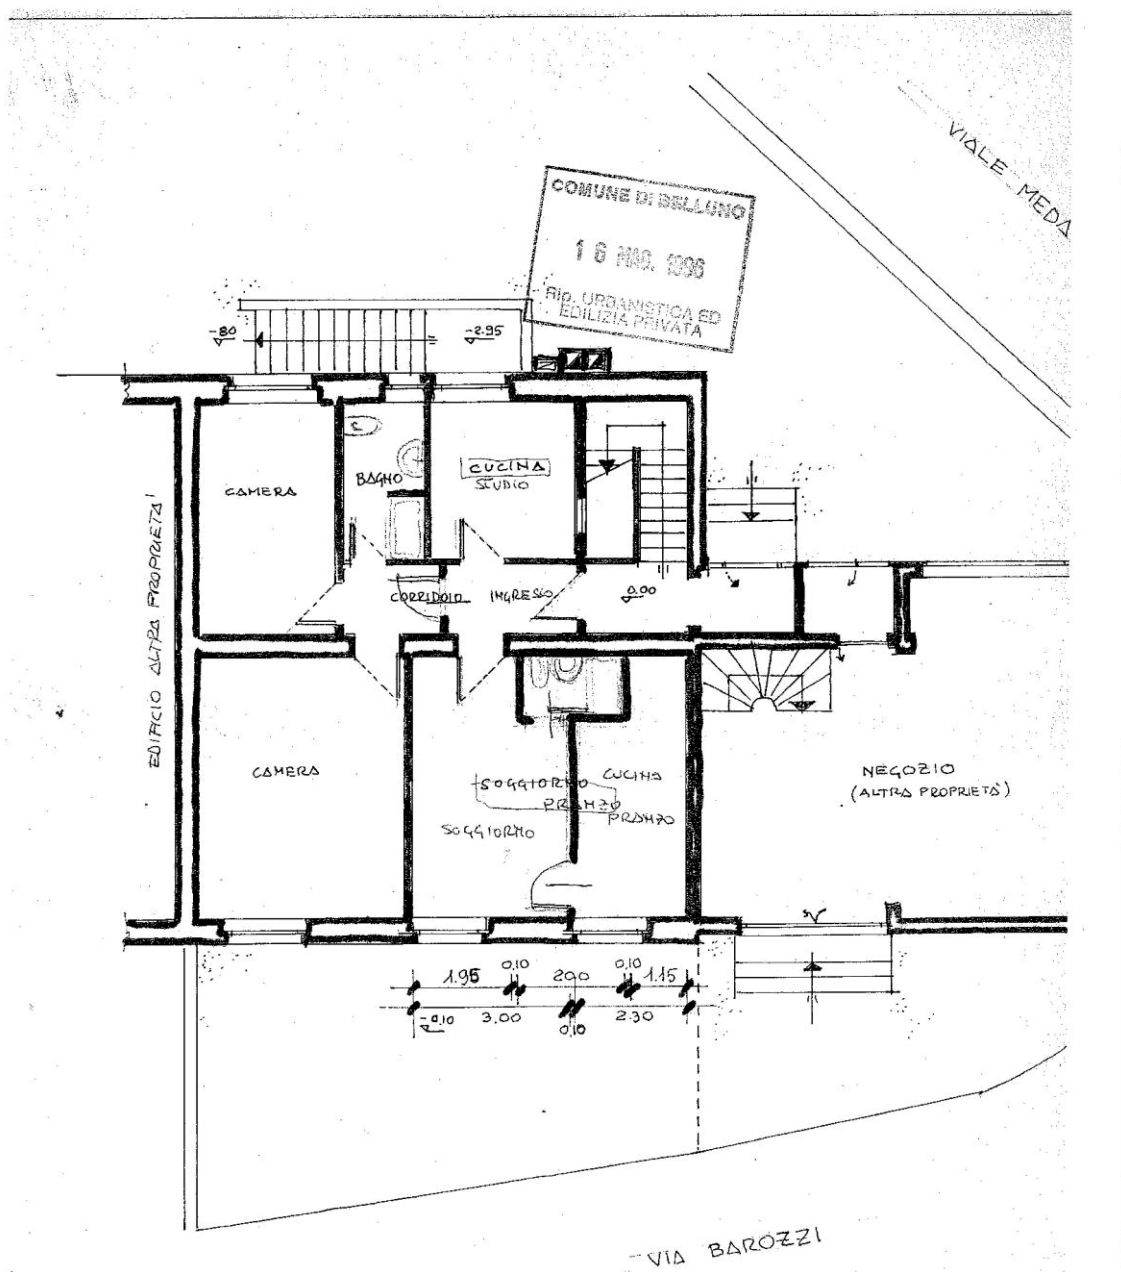 VIALE MEDA
COMUNE DI BELLUNO
16 MAG. 1996
Rip. URBANISTICA ED
EDILIZIA PRIVATA
-80
-2.95
CAMERA
BAGNO
CUCINA
STUDIO
EDIFICIO ALTRA PROPRIETA'
CORRIDOIO
INGRESSO
0.00
CAMERA
SOGGIORNO
PRANZO
SOGGIORNO
CUCINA
PRANZO
NEGOZIO
(ALTRA PROPRIETA')
1.95
0,10
2.00
0,10
1.15
-0,10
3,00
0,10
2.30
VIA BAROZZI